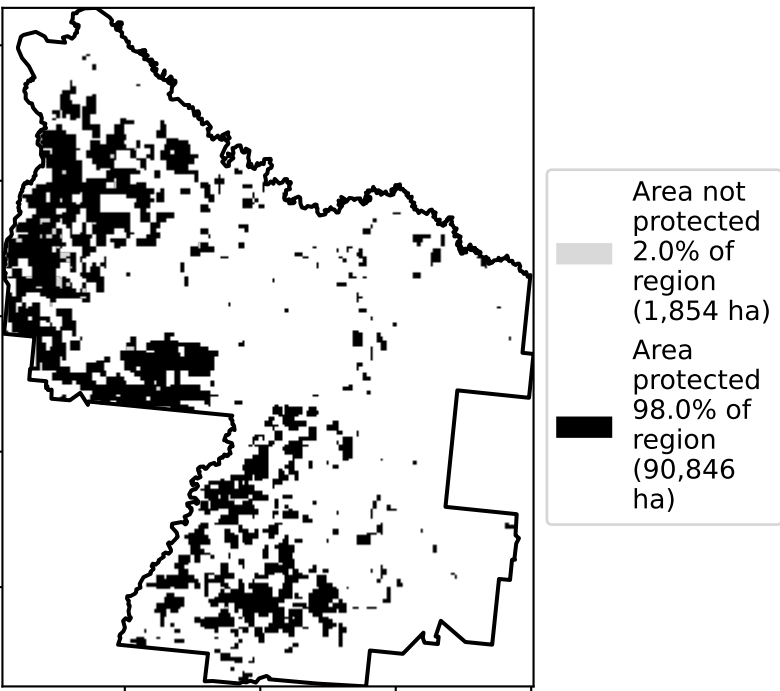 Area not
protected
2.0% of
region
(1,854 ha)
Area
protected
98.0% of
region
(90,846
ha)